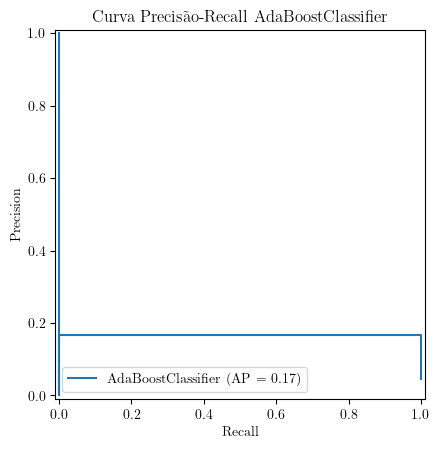 Curva Precisão-Recall AdaBoostClassifier
1.0
0.8
0.6
0.4
0.2
0.0
Precision
AdaBoostClassifier (AP = 0.17)
0.0 0.2 0.4 0.6 0.8 1.0
Recall